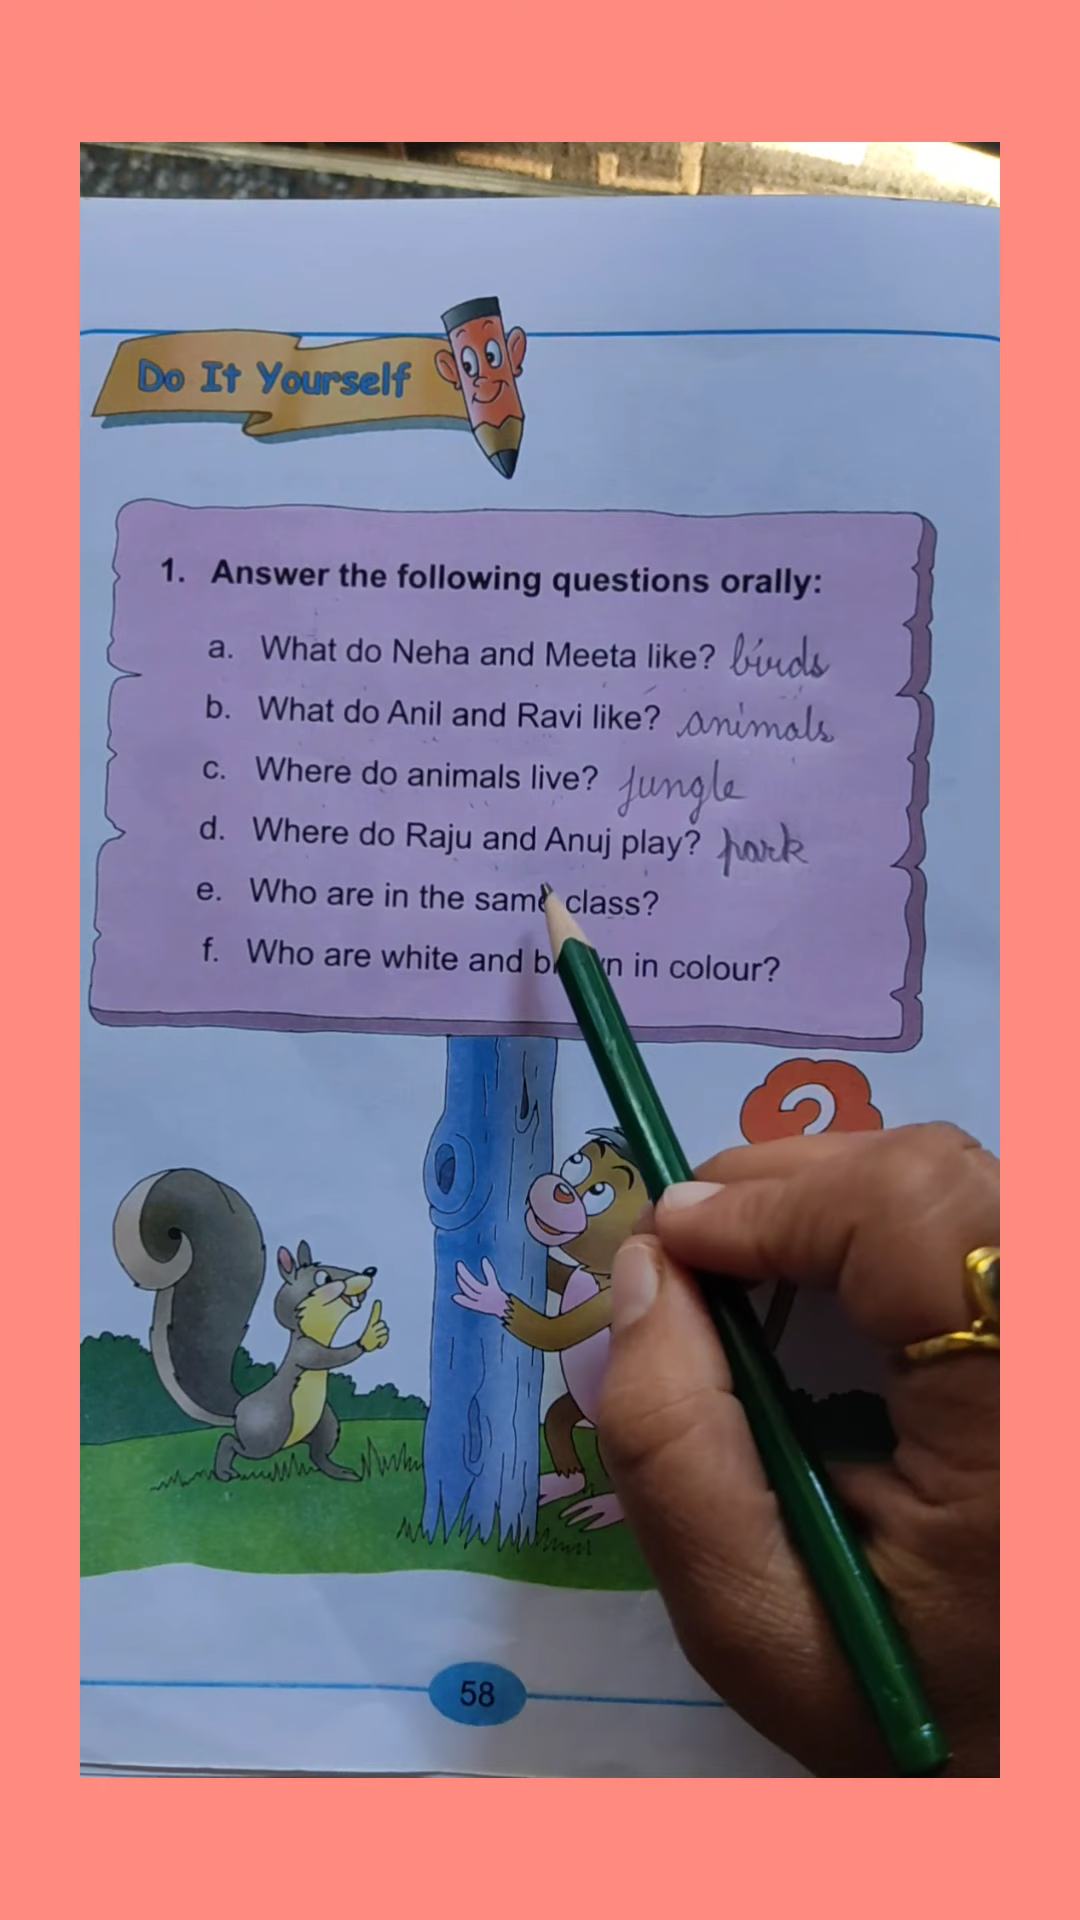 Do It Yourself
1. Answer the following questions orally:
a. What do Neha and Meeta like? birds
b. What do Anil and Ravi like? animals
c. Where do animals live? jungle
d. Where do Raju and Anuj play? park
e. Who are in the same class?
f. Who are white and brown in colour?
?
58